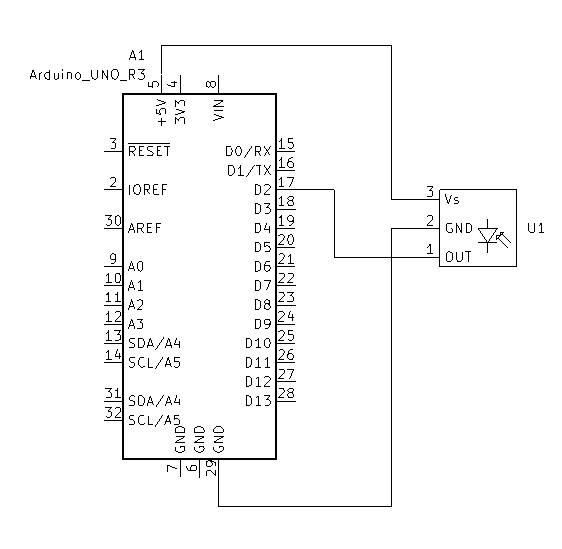 A1
Arduino_UNO_R3
5 4 8
+5V 3V3 VIN
3 RESET D0/RX 15
D1/TX 16
2 IOREF D2 17
D3 18
30 AREF D4 19
D5 20
9 A0 D6 21
10 A1 D7 22
11 A2 D8 23
12 A3 D9 24
13 SDA/A4 D10 25
14 SCL/A5 D11 26
D12 27
31 SDA/A4 D13 28
32 SCL/A5
GND GND GND
7 6 29
3 Vs
2 GND U1
1 OUT